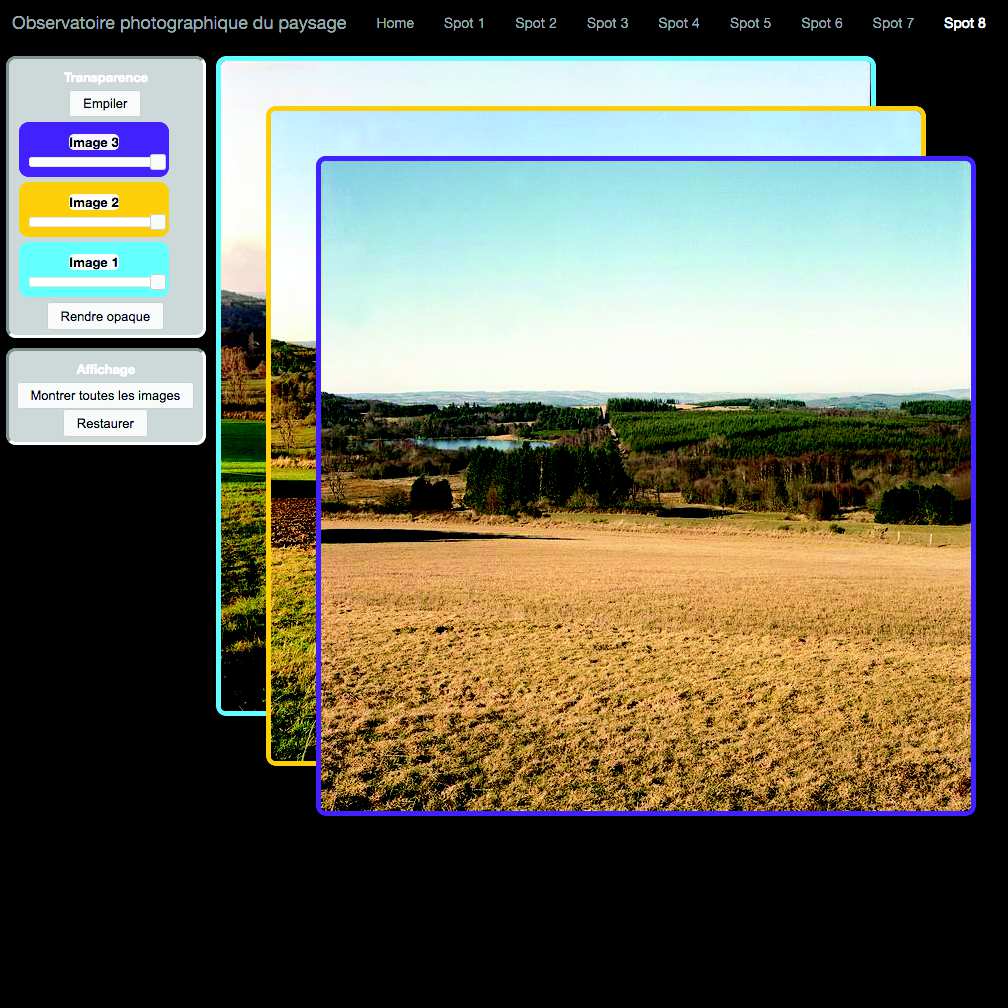 Observatoire photographique du paysage Home Spot 1 Spot 2 Spot 3 Spot 4 Spot 5 Spot 6 Spot 7 Spot 8
Transparence
Empiler
Image 3
Image 2
Image 1
Rendre opaque
Affichage
Montrer toutes les images
Restaurer